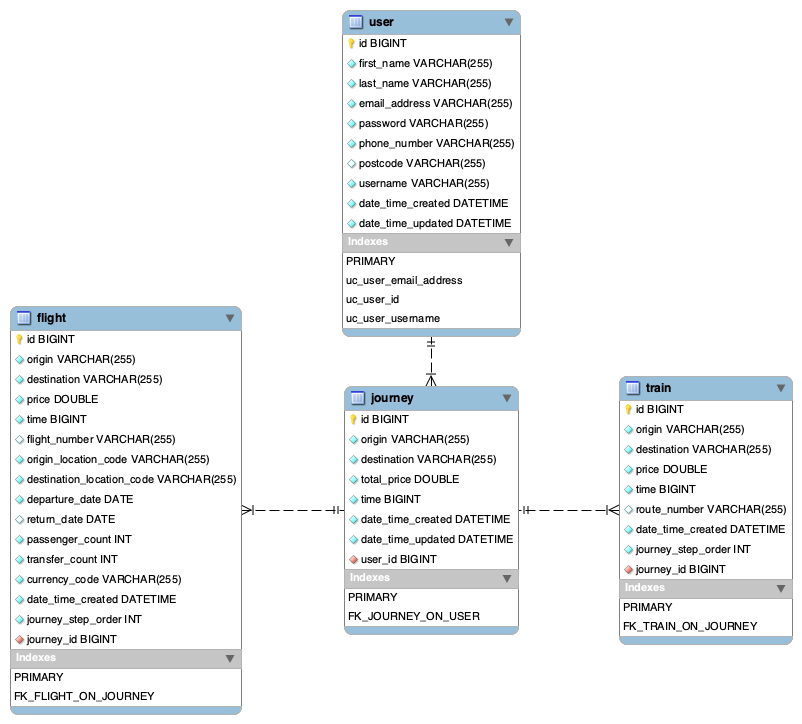 user
id BIGINT
first_name VARCHAR(255)
last_name VARCHAR(255)
email_address VARCHAR(255)
password VARCHAR(255)
phone_number VARCHAR(255)
postcode VARCHAR(255)
username VARCHAR(255)
date_time_created DATETIME
date_time_updated DATETIME
Indexes
PRIMARY
uc_user_email_address
uc_user_id
uc_user_username
flight
id BIGINT
origin VARCHAR(255)
destination VARCHAR(255)
price DOUBLE
time BIGINT
flight_number VARCHAR(255)
origin_location_code VARCHAR(255)
destination_location_code VARCHAR(255)
departure_date DATE
return_date DATE
passenger_count INT
transfer_count INT
currency_code VARCHAR(255)
date_time_created DATETIME
journey_step_order INT
journey_id BIGINT
Indexes
PRIMARY
FK_FLIGHT_ON_JOURNEY
journey
id BIGINT
origin VARCHAR(255)
destination VARCHAR(255)
total_price DOUBLE
time BIGINT
date_time_created DATETIME
date_time_updated DATETIME
user_id BIGINT
Indexes
PRIMARY
FK_JOURNEY_ON_USER
train
id BIGINT
origin VARCHAR(255)
destination VARCHAR(255)
price DOUBLE
time BIGINT
route_number VARCHAR(255)
date_time_created DATETIME
journey_step_order INT
journey_id BIGINT
Indexes
PRIMARY
FK_TRAIN_ON_JOURNEY